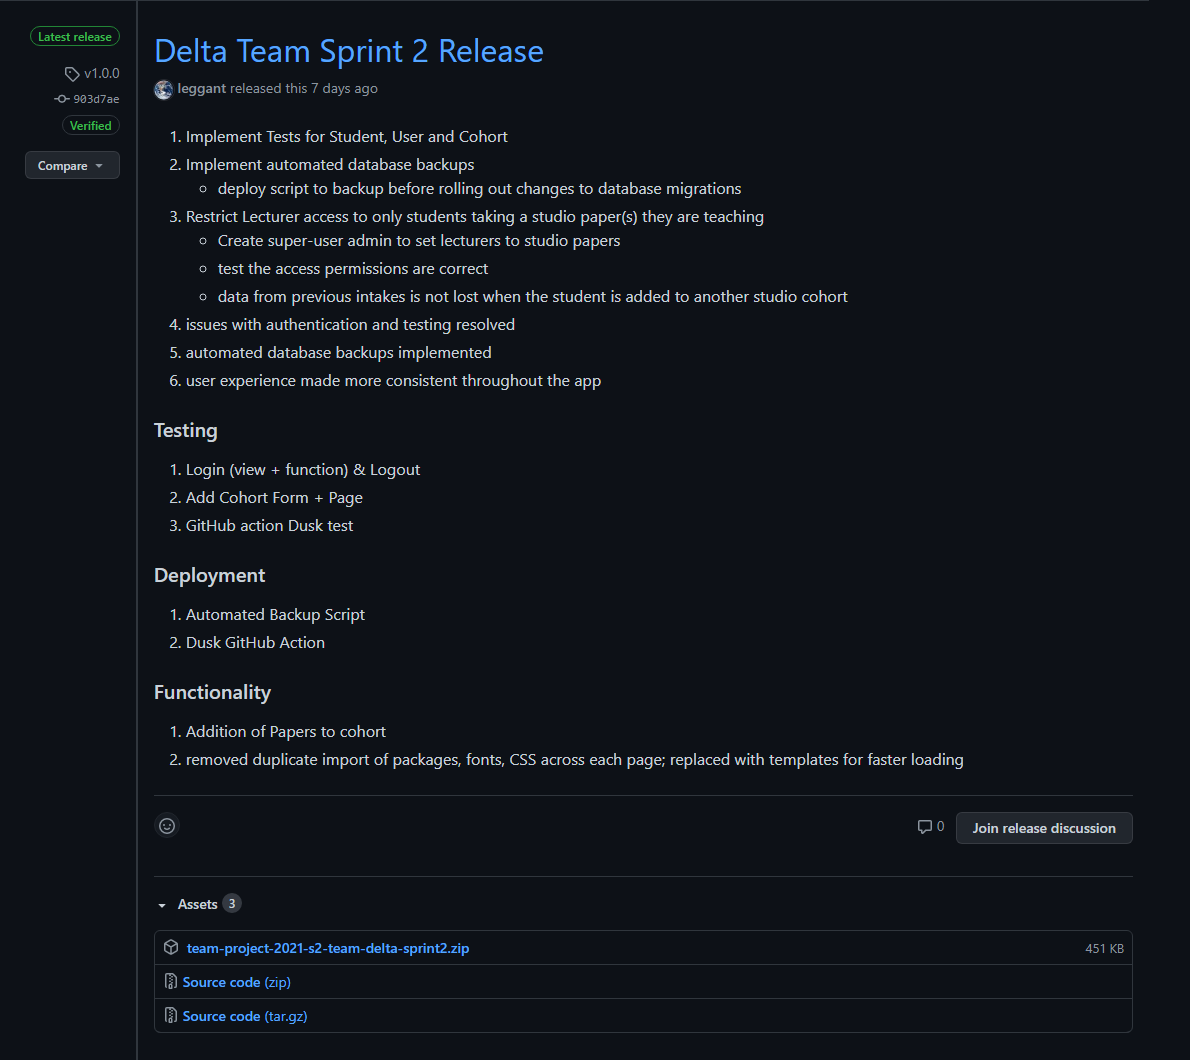 Latest release
v1.0.0
903d7ae
Verified
Compare
Delta Team Sprint 2 Release
leggant released this 7 days ago
1. Implement Tests for Student, User and Cohort
2. Implement automated database backups
deploy script to backup before rolling out changes to database migrations
3. Restrict Lecturer access to only students taking a studio paper(s) they are teaching
Create super-user admin to set lecturers to studio papers
test the access permissions are correct
data from previous intakes is not lost when the student is added to another studio cohort
4. issues with authentication and testing resolved
5. automated database backups implemented
6. user experience made more consistent throughout the app
Testing
1. Login (view + function) & Logout
2. Add Cohort Form + Page
3. GitHub action Dusk test
Deployment
1. Automated Backup Script
2. Dusk GitHub Action
Functionality
1. Addition of Papers to cohort
2. removed duplicate import of packages, fonts, CSS across each page; replaced with templates for faster loading
0 Join release discussion
Assets 3
team-project-2021-s2-team-delta-sprint2.zip 451 KB
Source code (zip)
Source code (tar.gz)